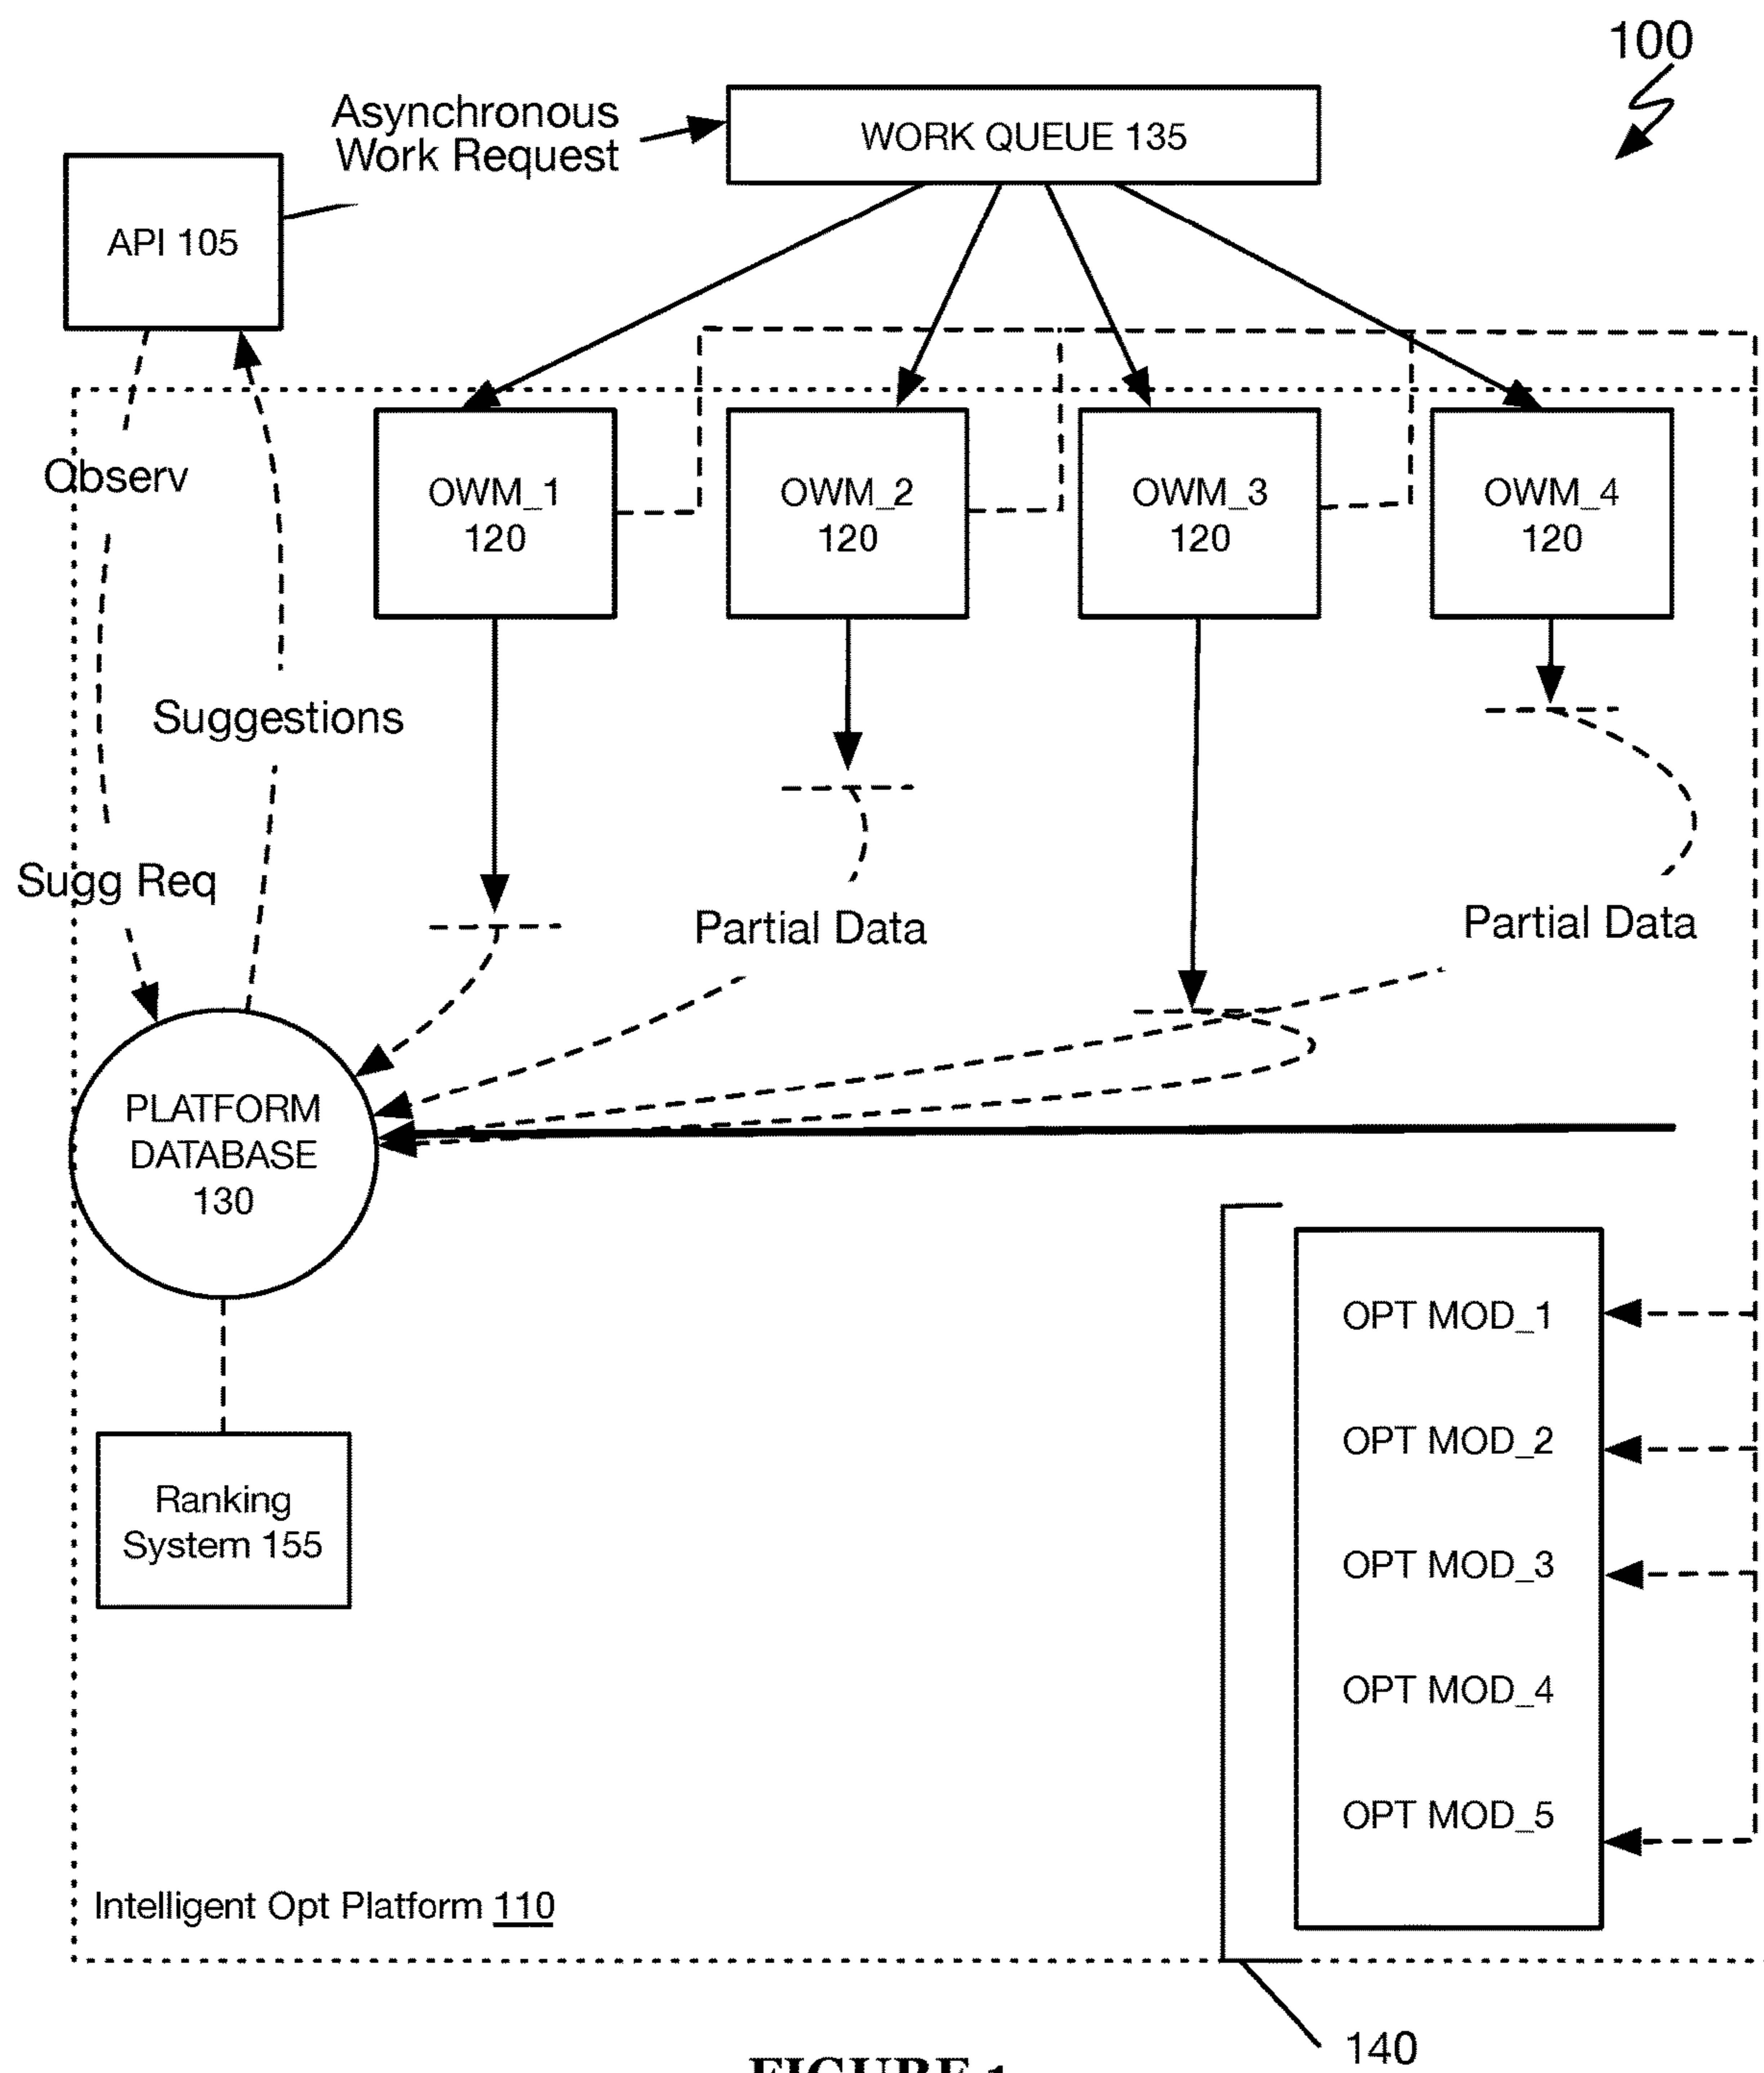 100
Asynchronous
Work Request
WORK QUEUE 135
API 105
Observ
OWM_1
120
OWM_2
120
OWM_3
120
OWM_4
120
Suggestions
Sugg Req
Partial Data
Partial Data
PLATFORM
DATABASE
130
OPT MOD_1
OPT MOD_2
OPT MOD_3
OPT MOD_4
OPT MOD_5
Ranking
System 155
Intelligent Opt Platform 110
140
FIGURE 1